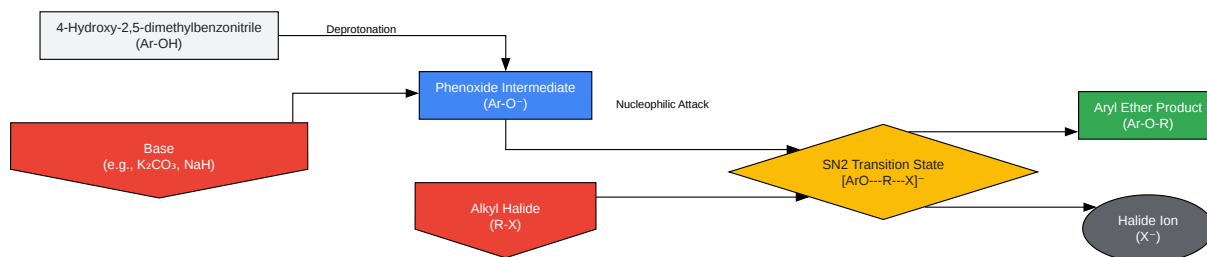 4-Hydroxy-2,5-dimethylbenzonitrile
(Ar-OH)
Deprotonation
Phenoxide Intermediate
(Ar-O⁻)
Nucleophilic Attack
Base
(e.g., K₂CO₃, NaH)
Aryl Ether Product
(Ar-O-R)
SN2 Transition State
[ArO---R---X]⁻
Alkyl Halide
(R-X)
Halide Ion
(X⁻)